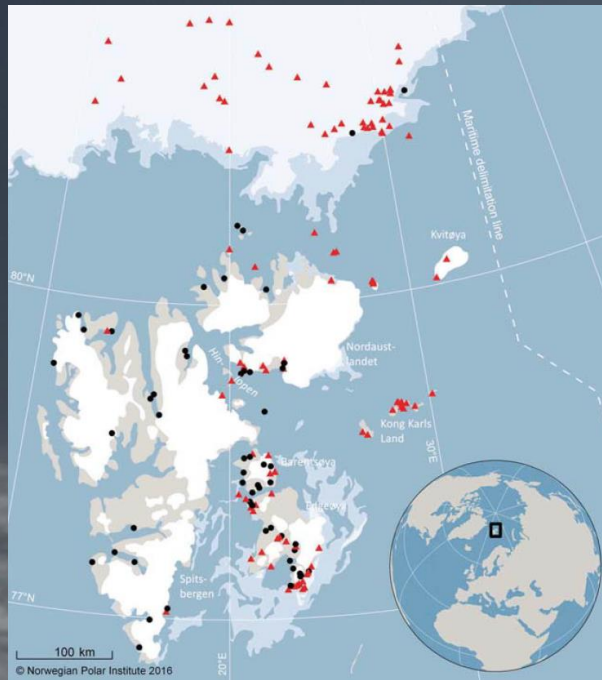 Maritime delimitation line
Kvitøya
80°N
Nordaust-
landet
Hinlopen
Kong Karls
Land
30°E
Barentsøya
Edgeøya
Spits-
bergen
77°N
100 km
20°E
© Norwegian Polar Institute 2016